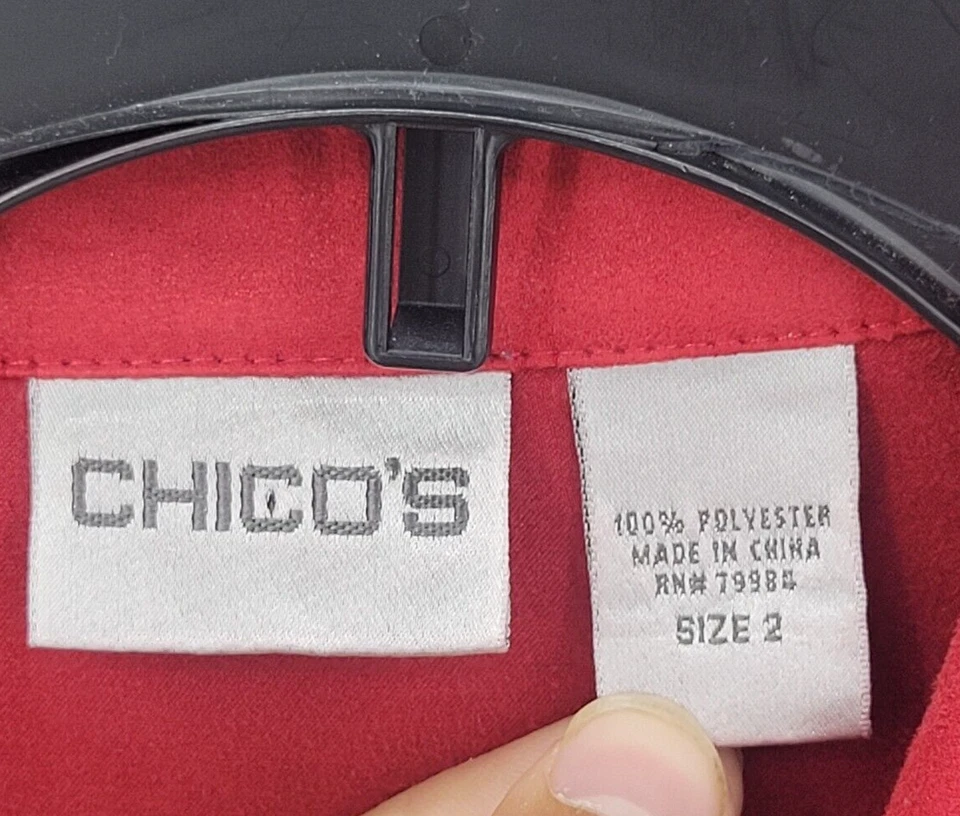 CHICO'S
100% POLYESTER
MADE IN CHINA
RN# 79984
SIZE 2